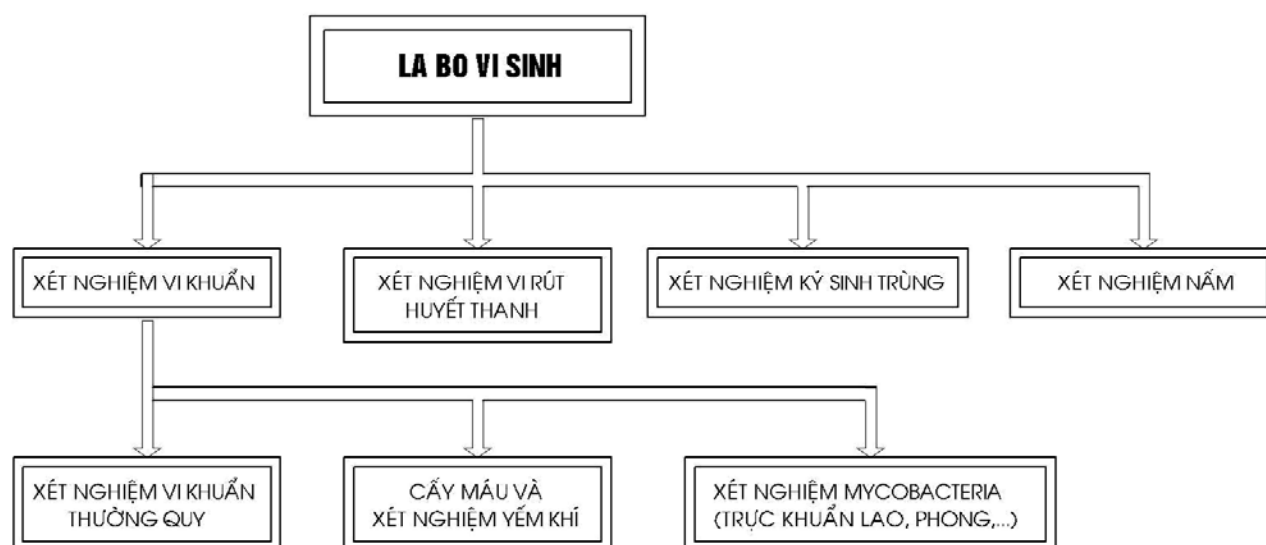 LA BO VI SINH
XÉT NGHIỆM VI KHUẨN
XÉT NGHIỆM VI RÚT
HUYẾT THANH
XÉT NGHIỆM KÝ SINH TRÙNG
XÉT NGHIỆM NẤM
XÉT NGHIỆM VI KHUẨN
THƯỜNG QUY
CẤY MÁU VÀ
XÉT NGHIỆM YẾM KHÍ
XÉT NGHIỆM MYCOBACTERIA
(TRỰC KHUẨN LAO, PHONG,...)